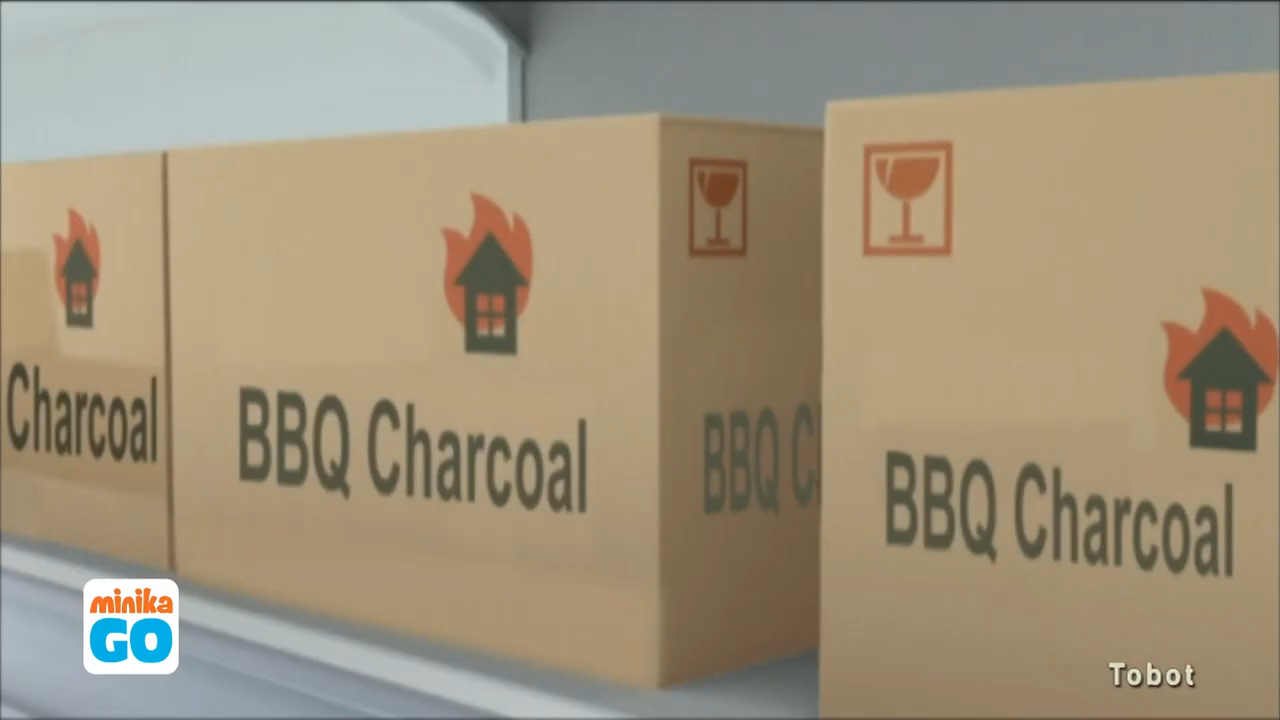 Charcoal
BBQ Charcoal
BBQ C
BBQ Charcoal
minika
GO
Tobot